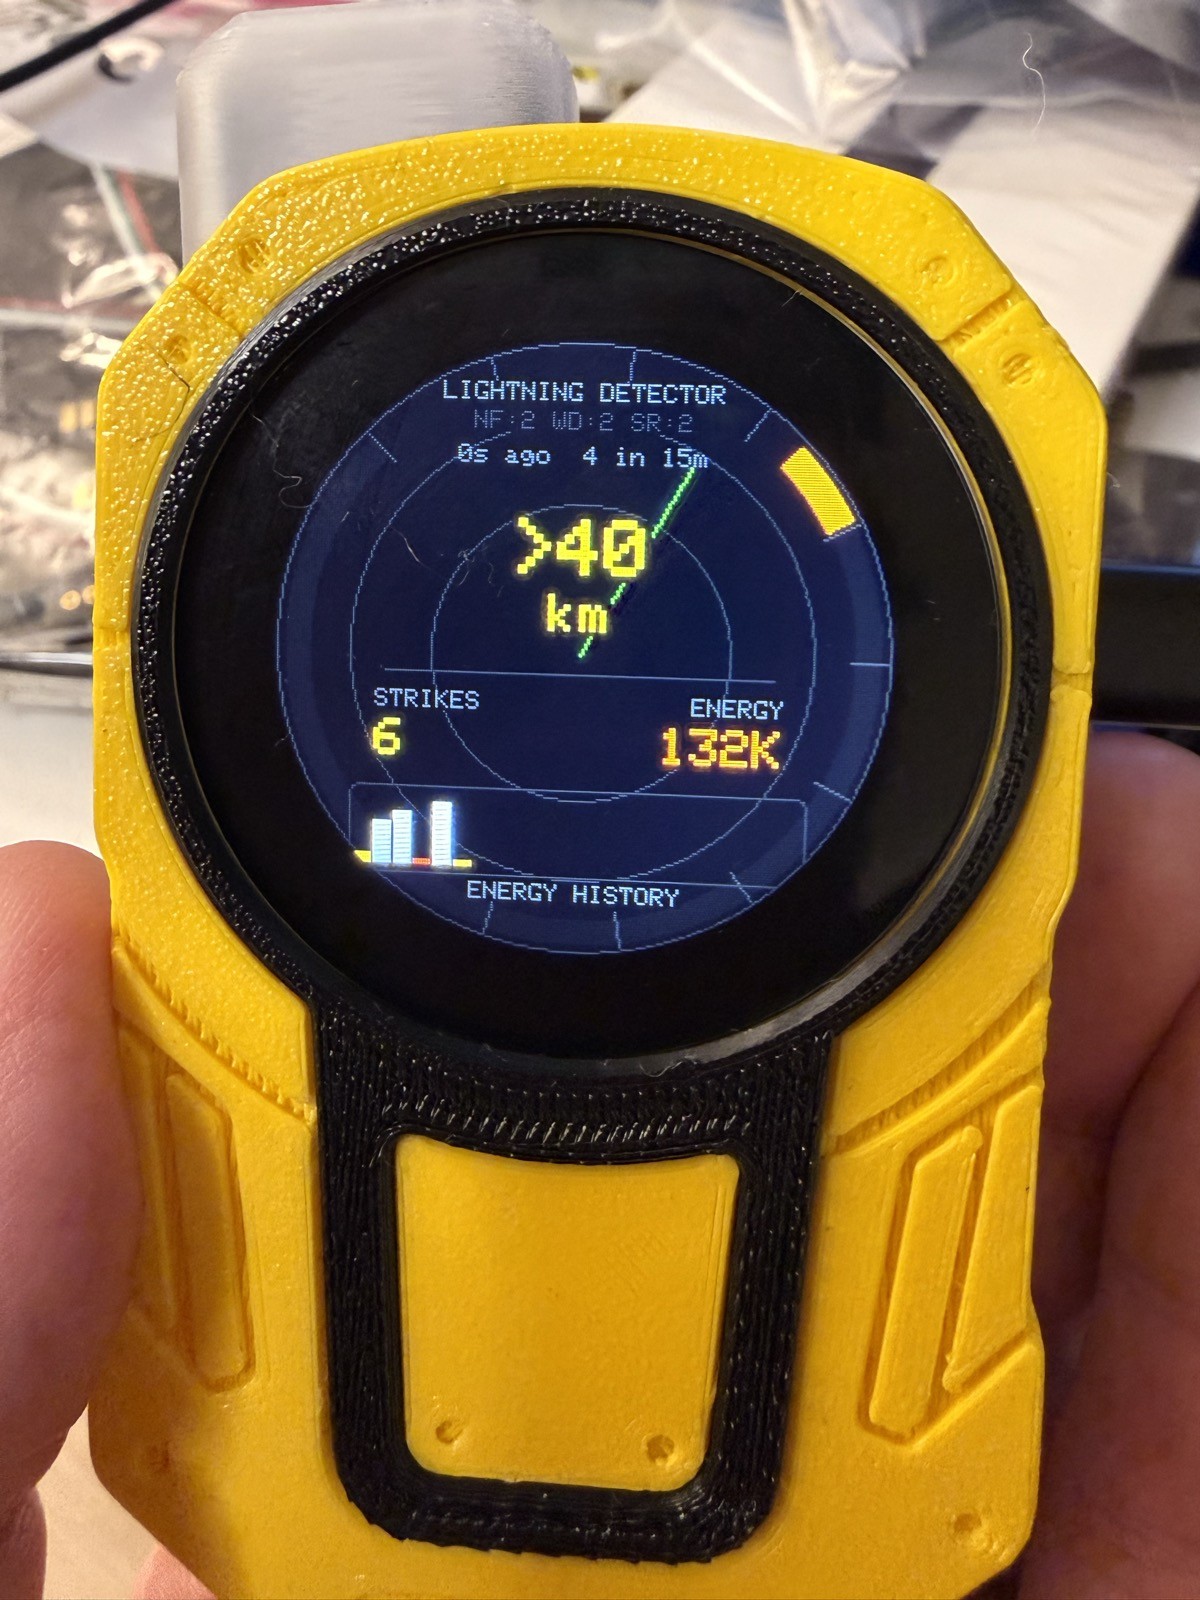 LIGHTNING DETECTOR
NF:2 WD:2 SR:2
0s ago 4 in 15m
>40
km
STRIKES
6
ENERGY
132K
ENERGY HISTORY